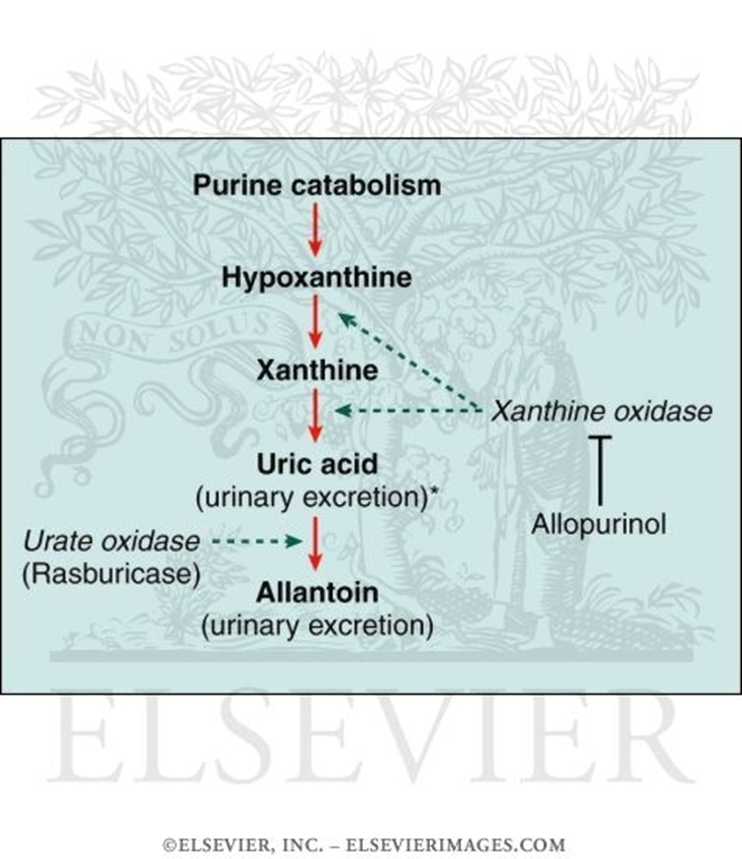 Purine catabolism
Hypoxanthine
NON SOLUS
Xanthine
Xanthine oxidase
Uric acid
(urinary excretion)*
Allopurinol
Urate oxidase
(Rasburicase)
Allantoin
(urinary excretion)
ELSEVIER
©ELSEVIER, INC. – ELSEVIERIMAGES.COM